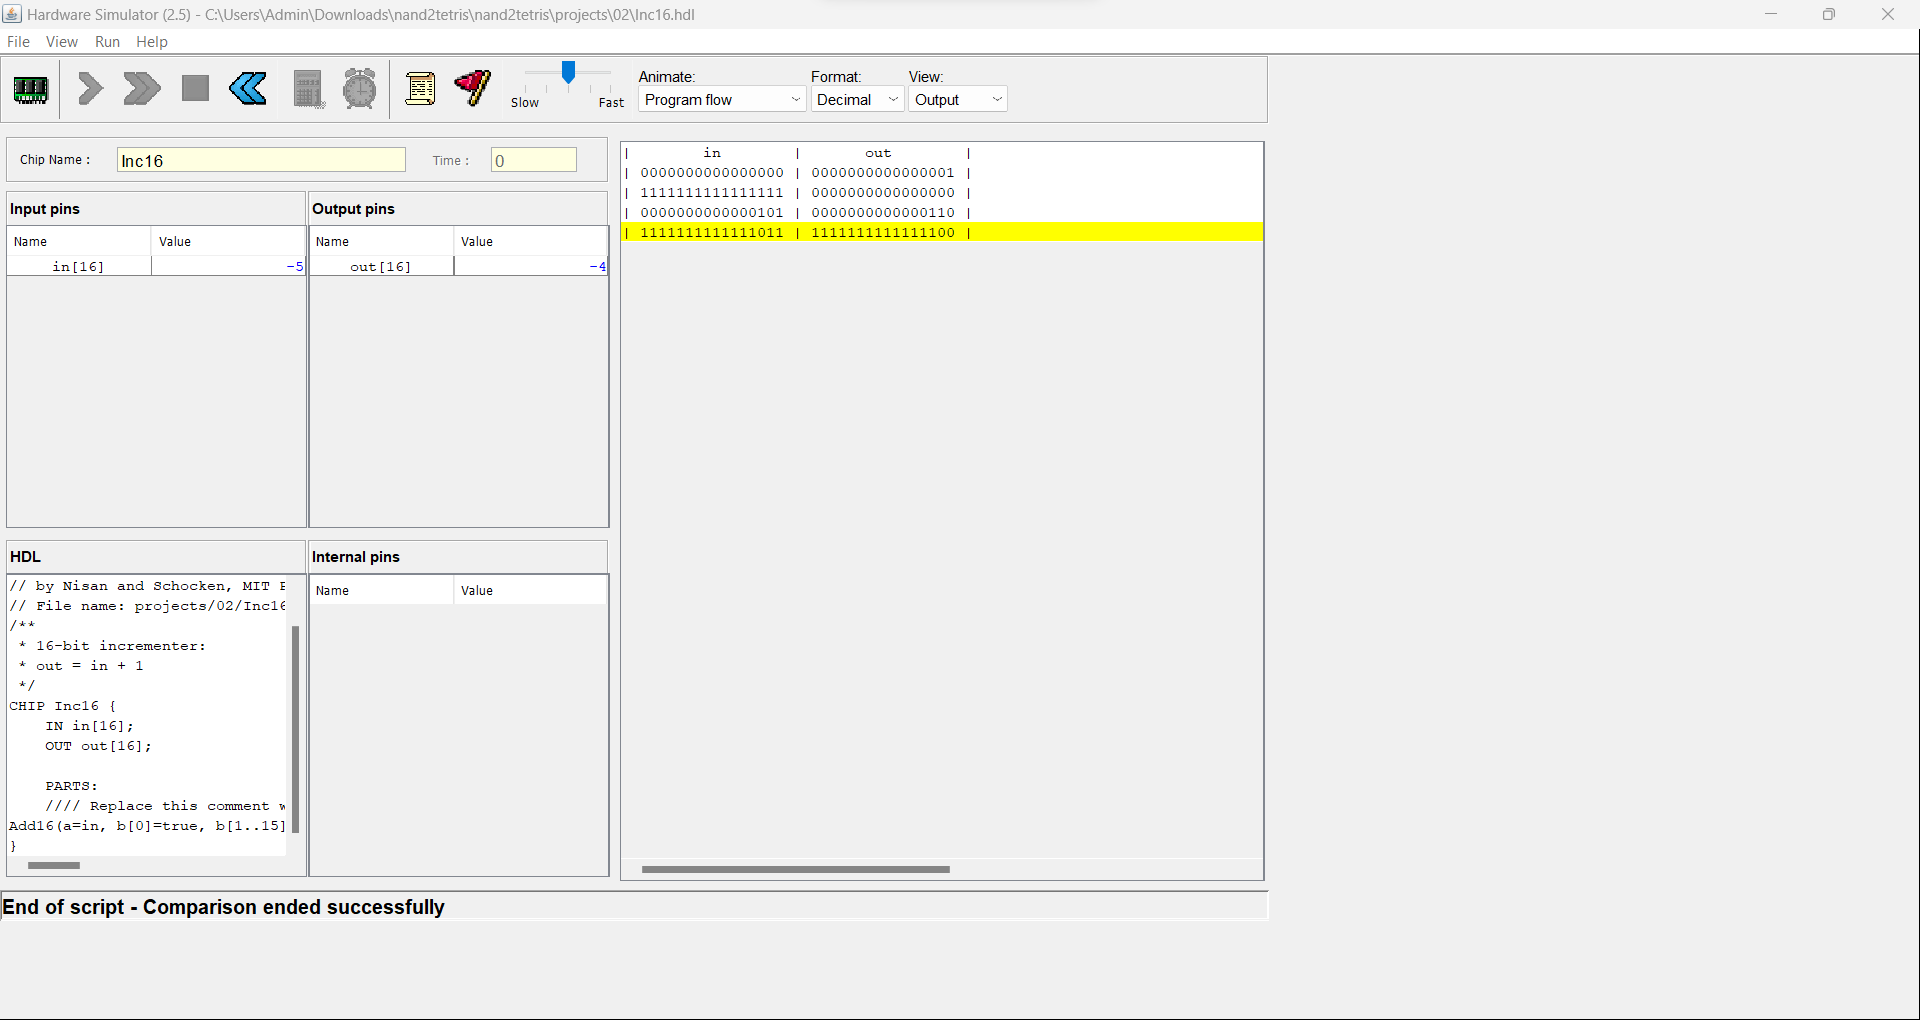 Hardware Simulator (2.5) - C:\Users\Admin\Downloads\nand2tetris\nand2tetris\projects\02\Inc16.hdl
File View Run Help
Slow Fast
Animate: Format: View:
Program flow Decimal Output
Chip Name : Inc16 Time : 0
Input pins
Name Value
in[16] -5
Output pins
Name Value
out[16] -4
HDL
// by Nisan and Schocken, MIT
// File name: projects/02/Inc16
/**
* 16-bit incrementer:
* out = in + 1
*/
CHIP Inc16 {
IN in[16];
OUT out[16];
PARTS:
//// Replace this comment
Add16(a=in, b[0]=true, b[1..15]
}
Internal pins
Name Value
| in | out |
| 0000000000000000 | 0000000000000001 |
| 1111111111111111 | 0000000000000000 |
| 0000000000000101 | 0000000000000110 |
| 1111111111111011 | 1111111111111100 |
End of script - Comparison ended successfully